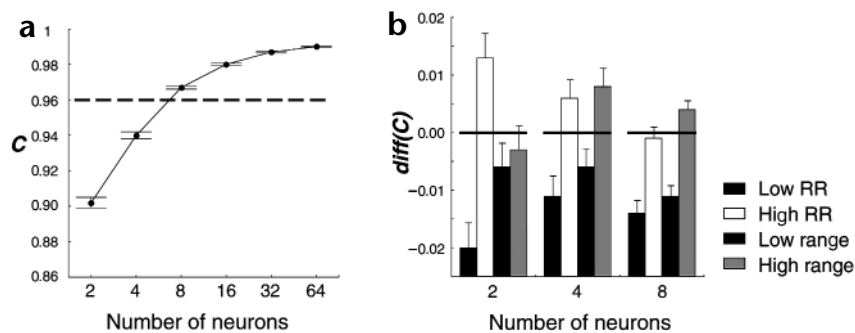 a
1
0.98
0.96
0.94
0.92
0.90
0.88
0.86
C
2 4 8 16 32 64
Number of neurons
b
0.02
0.01
0.00
−0.01
−0.02
diff(C)
2 4 8
Number of neurons
Low RR
High RR
Low range
High range